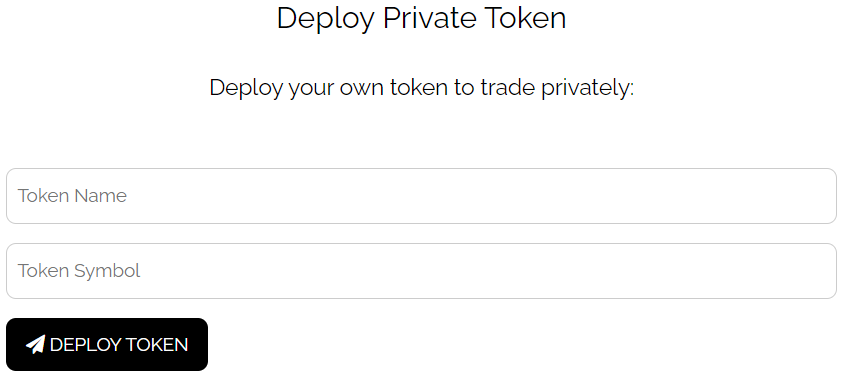 Deploy Private Token
Deploy your own token to trade privately:
Token Name
Token Symbol
DEPLOY TOKEN